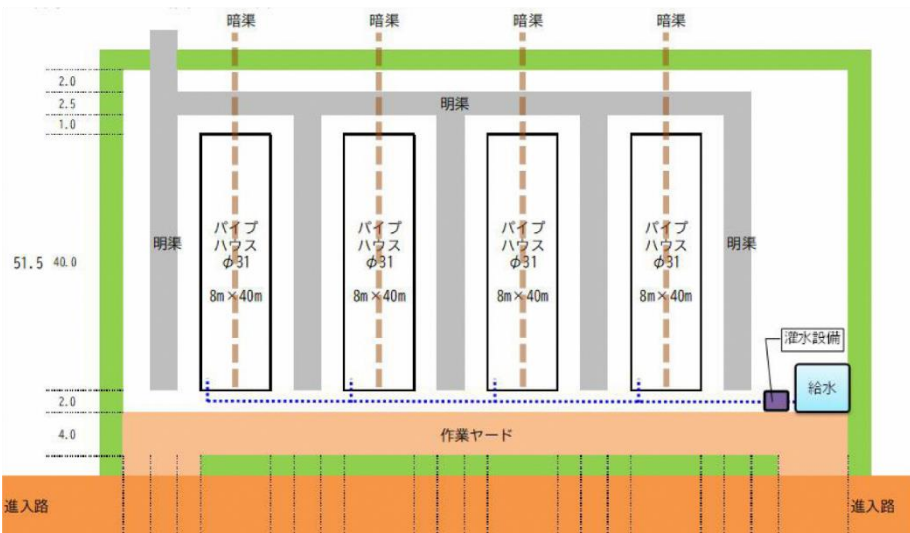 暗渠
暗渠
暗渠
暗渠
2.0
2.5
明渠
1.0
パイプ
ハウス
φ31
8m×40m
パイプ
ハウス
φ31
8m×40m
パイプ
ハウス
φ31
8m×40m
パイプ
ハウス
φ31
8m×40m
明渠
明渠
51.5 40.0
灌水設備
給水
2.0
4.0
作業ヤード
進入路
進入路